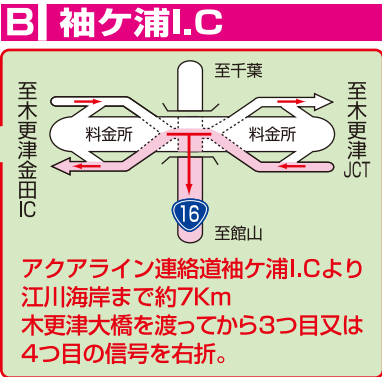 B 袖ケ浦I.C
至千葉
至木更津金田IC
料金所
料金所
至木更津JCT
16
至館山
アクアライン連絡道袖ケ浦I.Cより
江川海岸まで約7Km
木更津大橋を渡ってから3つ目又は
4つ目の信号を右折。